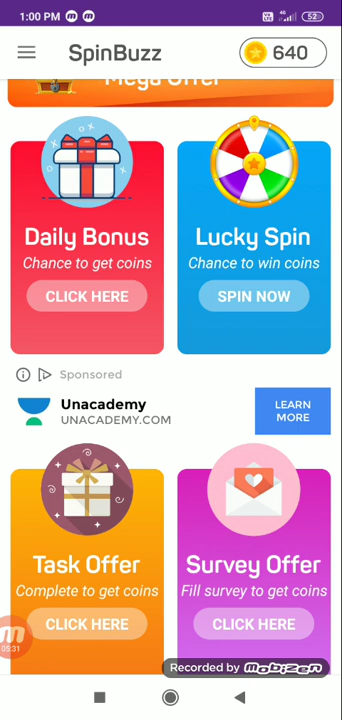 1:00 PM
4G
52
SpinBuzz
640
Mega Offer
Daily Bonus
Chance to get coins
CLICK HERE
Lucky Spin
Chance to win coins
SPIN NOW
Sponsored
Unacademy
UNACADEMY.COM
LEARN
MORE
Task Offer
Complete to get coins
CLICK HERE
Survey Offer
Fill survey to get coins
CLICK HERE
05:31
Recorded by mobizen